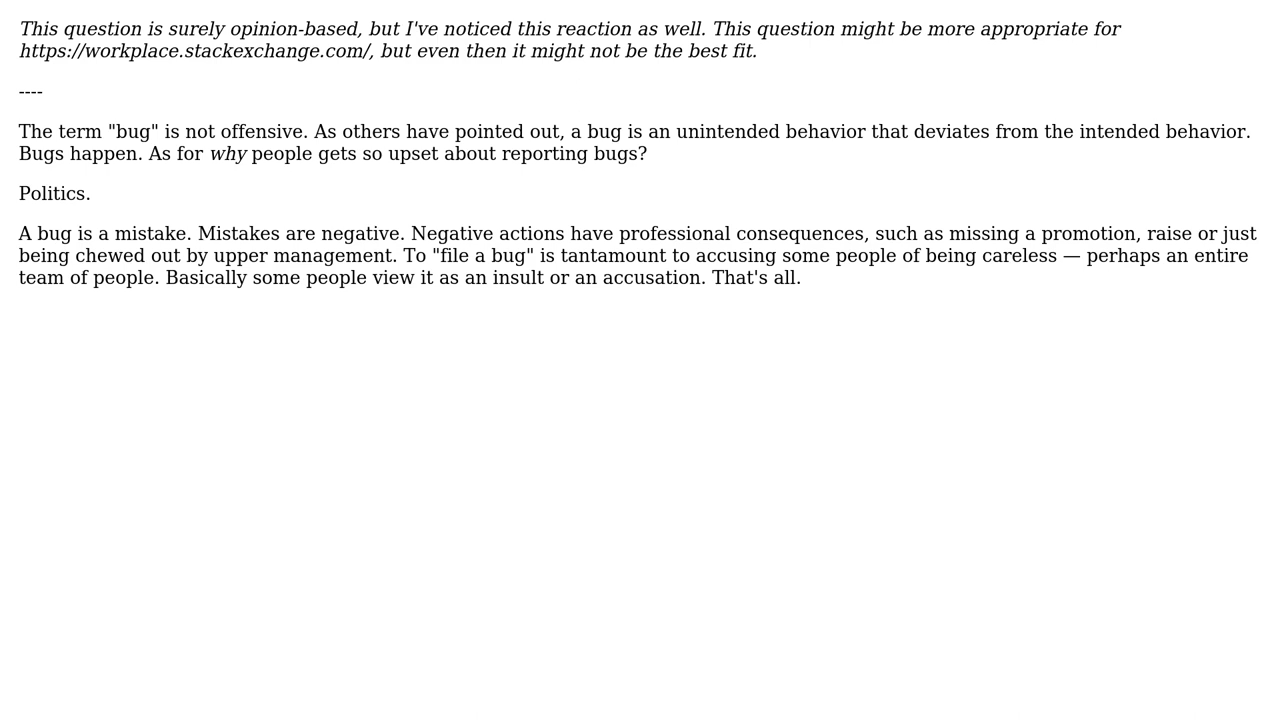 This question is surely opinion-based, but I've noticed this reaction as well. This question might be more appropriate for
https://workplace.stackexchange.com/, but even then it might not be the best fit.
----
The term "bug" is not offensive. As others have pointed out, a bug is an unintended behavior that deviates from the intended behavior.
Bugs happen. As for why people gets so upset about reporting bugs?
Politics.
A bug is a mistake. Mistakes are negative. Negative actions have professional consequences, such as missing a promotion, raise or just
being chewed out by upper management. To "file a bug" is tantamount to accusing some people of being careless — perhaps an entire
team of people. Basically some people view it as an insult or an accusation. That's all.